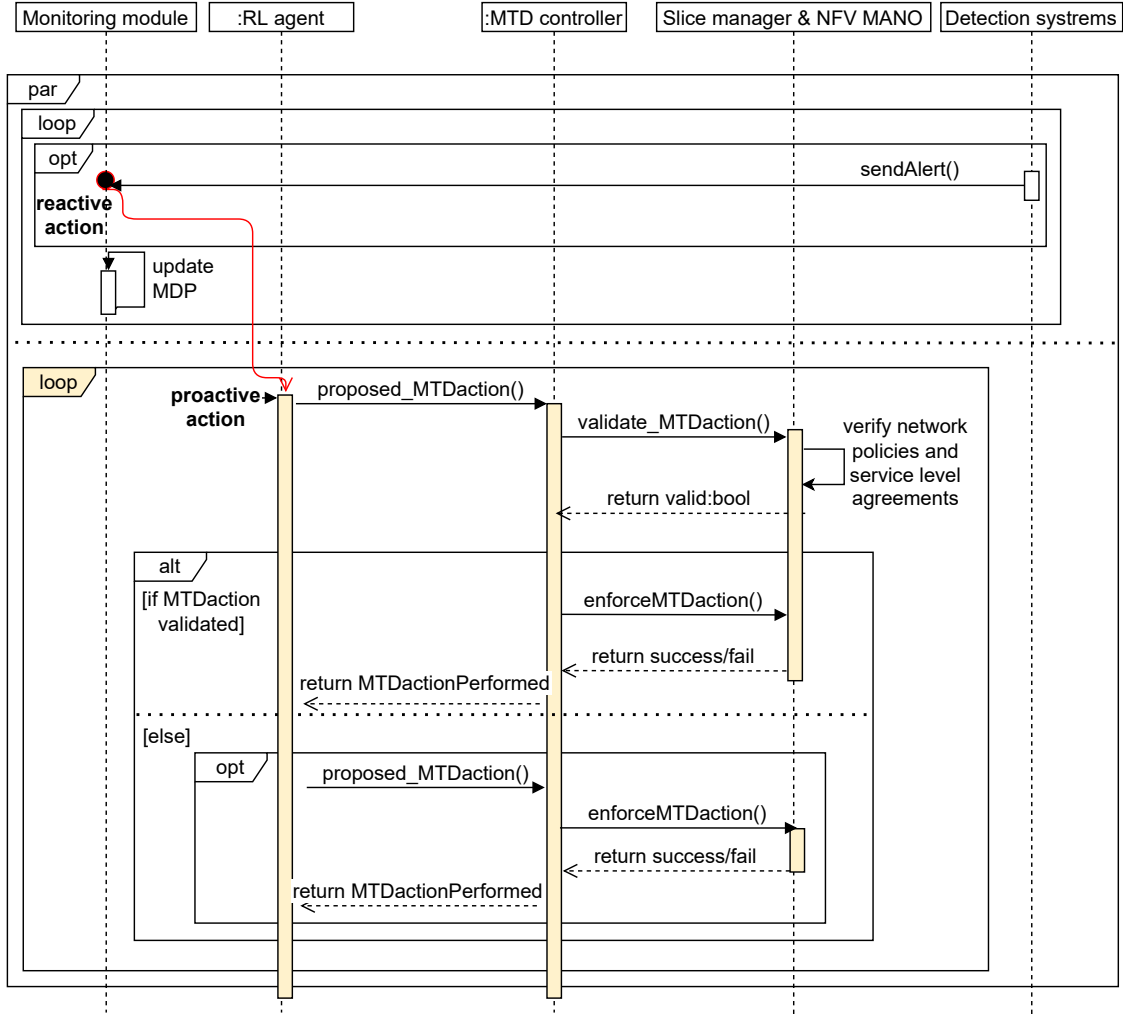 Monitoring module
:RL agent
:MTD controller
Slice manager & NFV MANO
Detection systrems
par
loop
opt
sendAlert()
reactive
action
update
MDP
loop
proactive
action
proposed_MTDaction()
validate_MTDaction()
verify network
policies and
service level
agreements
return valid:bool
alt
[if MTDaction
validated]
enforceMTDaction()
return success/fail
return MTDactionPerformed
[else]
opt
proposed_MTDaction()
enforceMTDaction()
return success/fail
return MTDactionPerformed